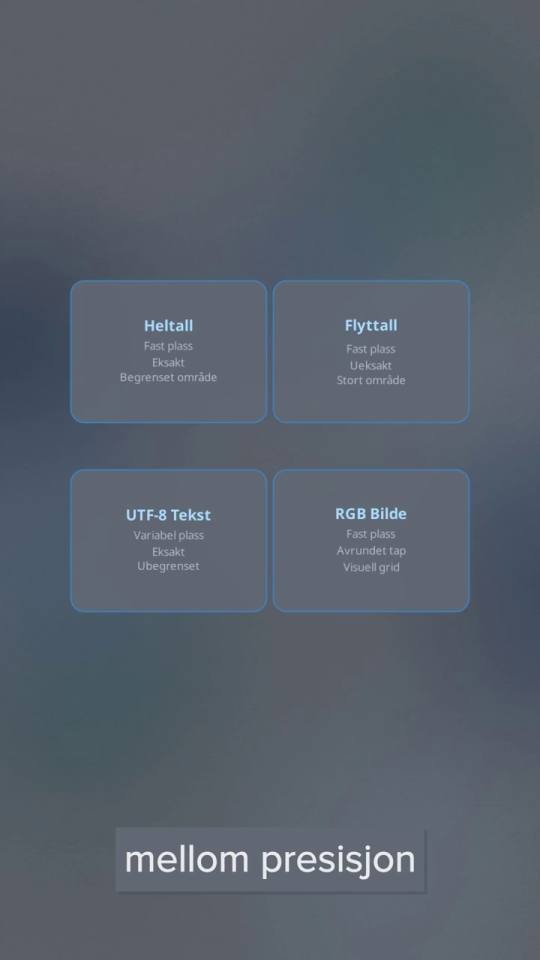 Heltall
Fast plass
Eksakt
Begrenset område
Flyttall
Fast plass
Ueksakt
Stort område
UTF-8 Tekst
Variabel plass
Eksakt
Ubegrenset
RGB Bilde
Fast plass
Avrundet tap
Visuell grid
mellom presisjon